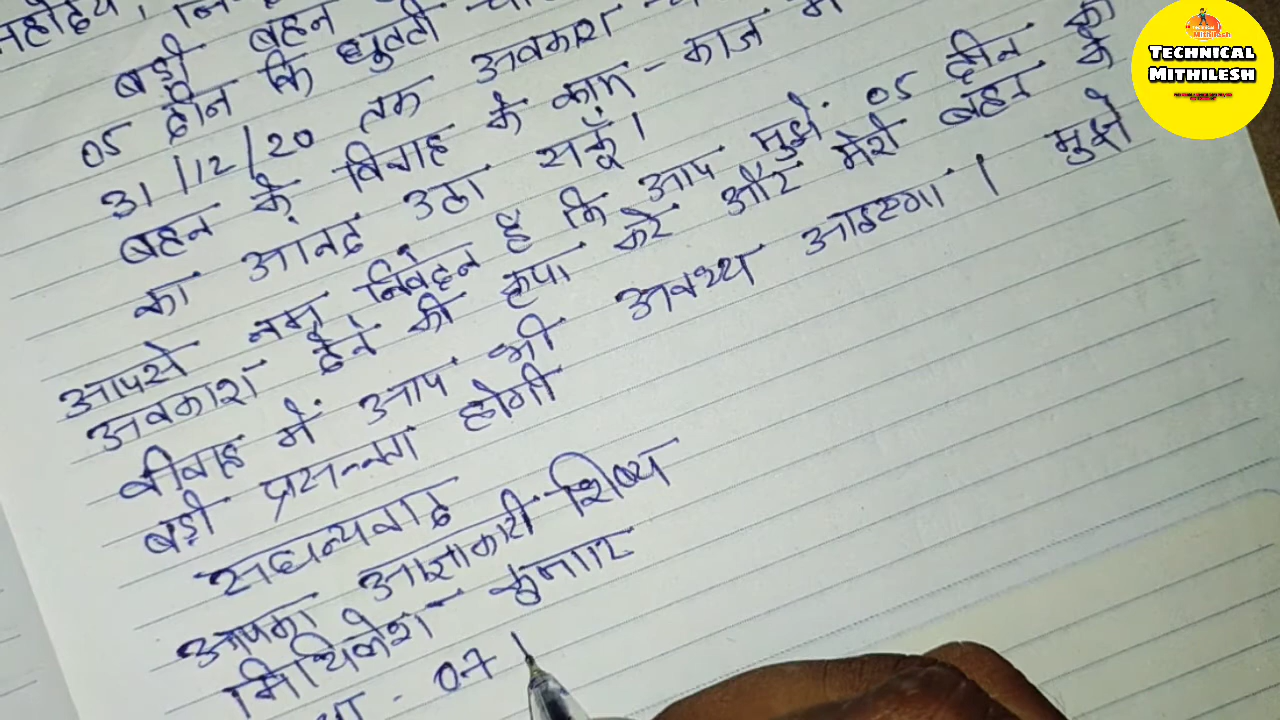 महोदय,
बड़ी बहन
05 दीन कि छुट्टी
31/12/20 तक अवकाश
बहन के विवाह के काम-काज में
का आनंद उठा सकूँ।
आपसे नम्र निवेदन है कि आप मुझे 05 दीन का
अवकाश देने की कृपा करे और मेरी बहन के
वीवाह में आप भी अवश्य आइएगा। मुझे
बड़ी प्रसन्नता होगी
सधन्यवाद
आपका आज्ञाकारी शिष्य
मिथिलेश कुमार
07
TECHNICAL
MITHILESH